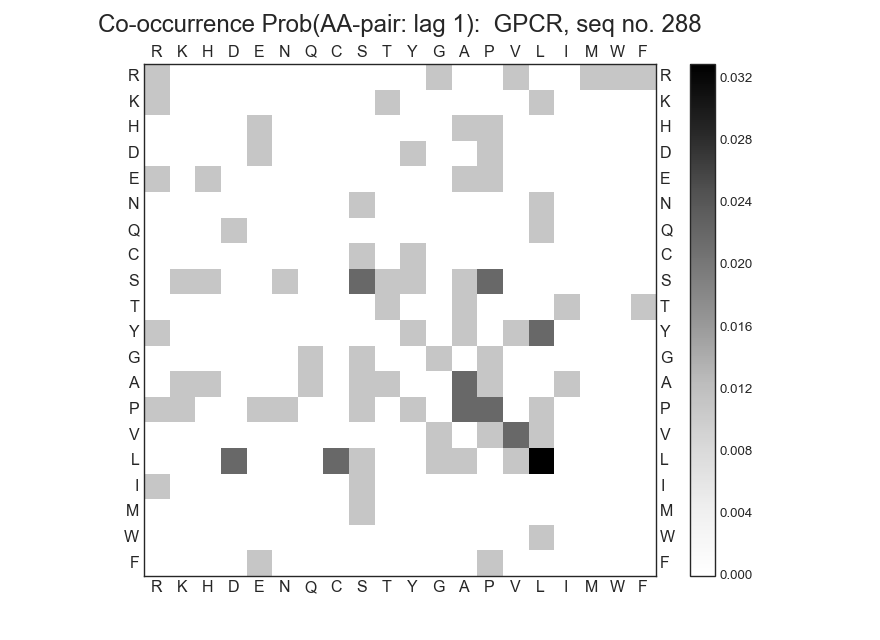 Co-occurrence Prob(AA-pair: lag 1):  GPCR, seq no. 288
R K H D E N Q C S T Y G A P V L I M W F
R R 0.032
K K
H H 0.028
D D
E E 0.024
N N
Q Q
C C 0.020
S S
T T 0.016
Y Y
G G
A A 0.012
P P
V V 0.008
L L
I I
M M 0.004
W W
F F 0.000
R K H D E N Q C S T Y G A P V L I M W F